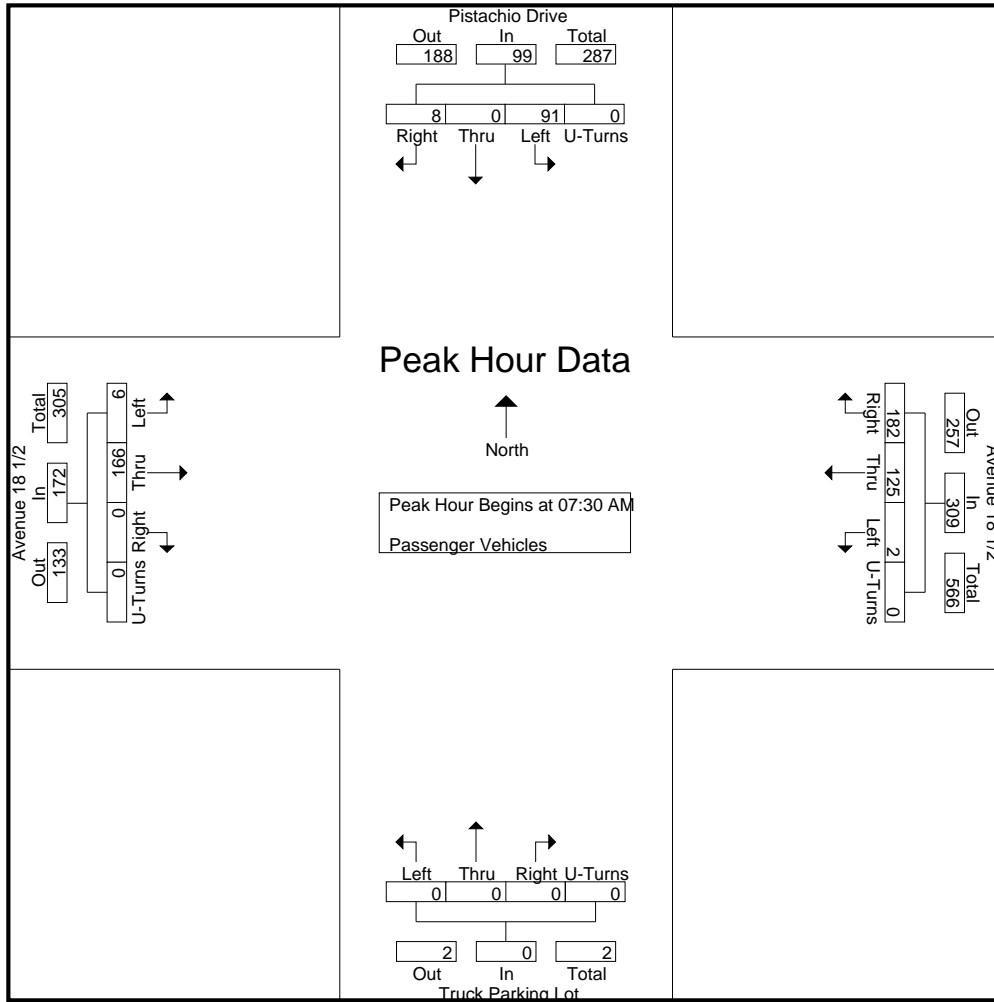 Pistachio Drive
Out In Total
188 99 287
8 0 91 0
Right Thru Left U-Turns
Peak Hour Data
North
Peak Hour Begins at 07:30 AM
Passenger Vehicles
Avenue 18 1/2
Total In Out
305 172 133
6 166 0 0
Left Thru Right U-Turns
Avenue 18 1/2
Out In Total
257 309 566
182 125 2 0
Right Thru Left U-Turns
Left Thru Right U-Turns
0 0 0 0
2 0 2
Out In Total
Truck Parking Lot